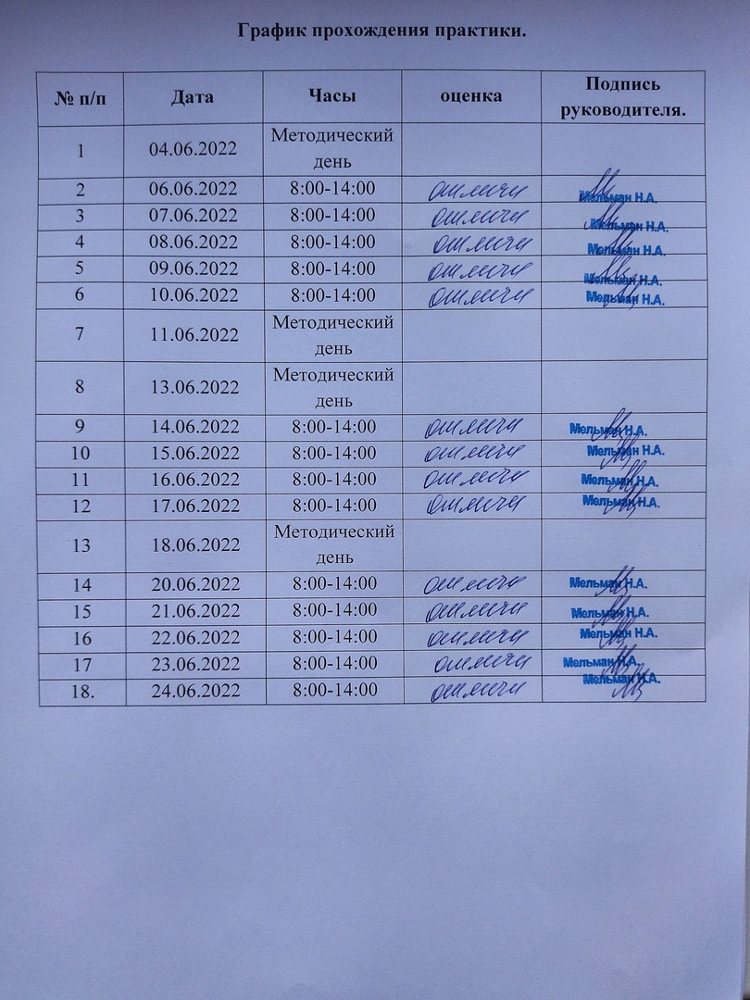 График прохождения практики.
№ п/п Дата Часы оценка Подпись руководителя.
1 04.06.2022 Методический день
2 06.06.2022 8:00-14:00 отлично Мельман Н.А.
3 07.06.2022 8:00-14:00 отлично Мельман Н.А.
4 08.06.2022 8:00-14:00 отлично Мельман Н.А.
5 09.06.2022 8:00-14:00 отлично Мельман Н.А.
6 10.06.2022 8:00-14:00 отлично Мельман Н.А.
7 11.06.2022 Методический день
8 13.06.2022 Методический день
9 14.06.2022 8:00-14:00 отлично Мельман Н.А.
10 15.06.2022 8:00-14:00 отлично Мельман Н.А.
11 16.06.2022 8:00-14:00 отлично Мельман Н.А.
12 17.06.2022 8:00-14:00 отлично Мельман Н.А.
13 18.06.2022 Методический день
14 20.06.2022 8:00-14:00 отлично Мельман Н.А.
15 21.06.2022 8:00-14:00 отлично Мельман Н.А.
16 22.06.2022 8:00-14:00 отлично Мельман Н.А.
17 23.06.2022 8:00-14:00 отлично Мельман Н.А.
18. 24.06.2022 8:00-14:00 отлично Мельман Н.А.